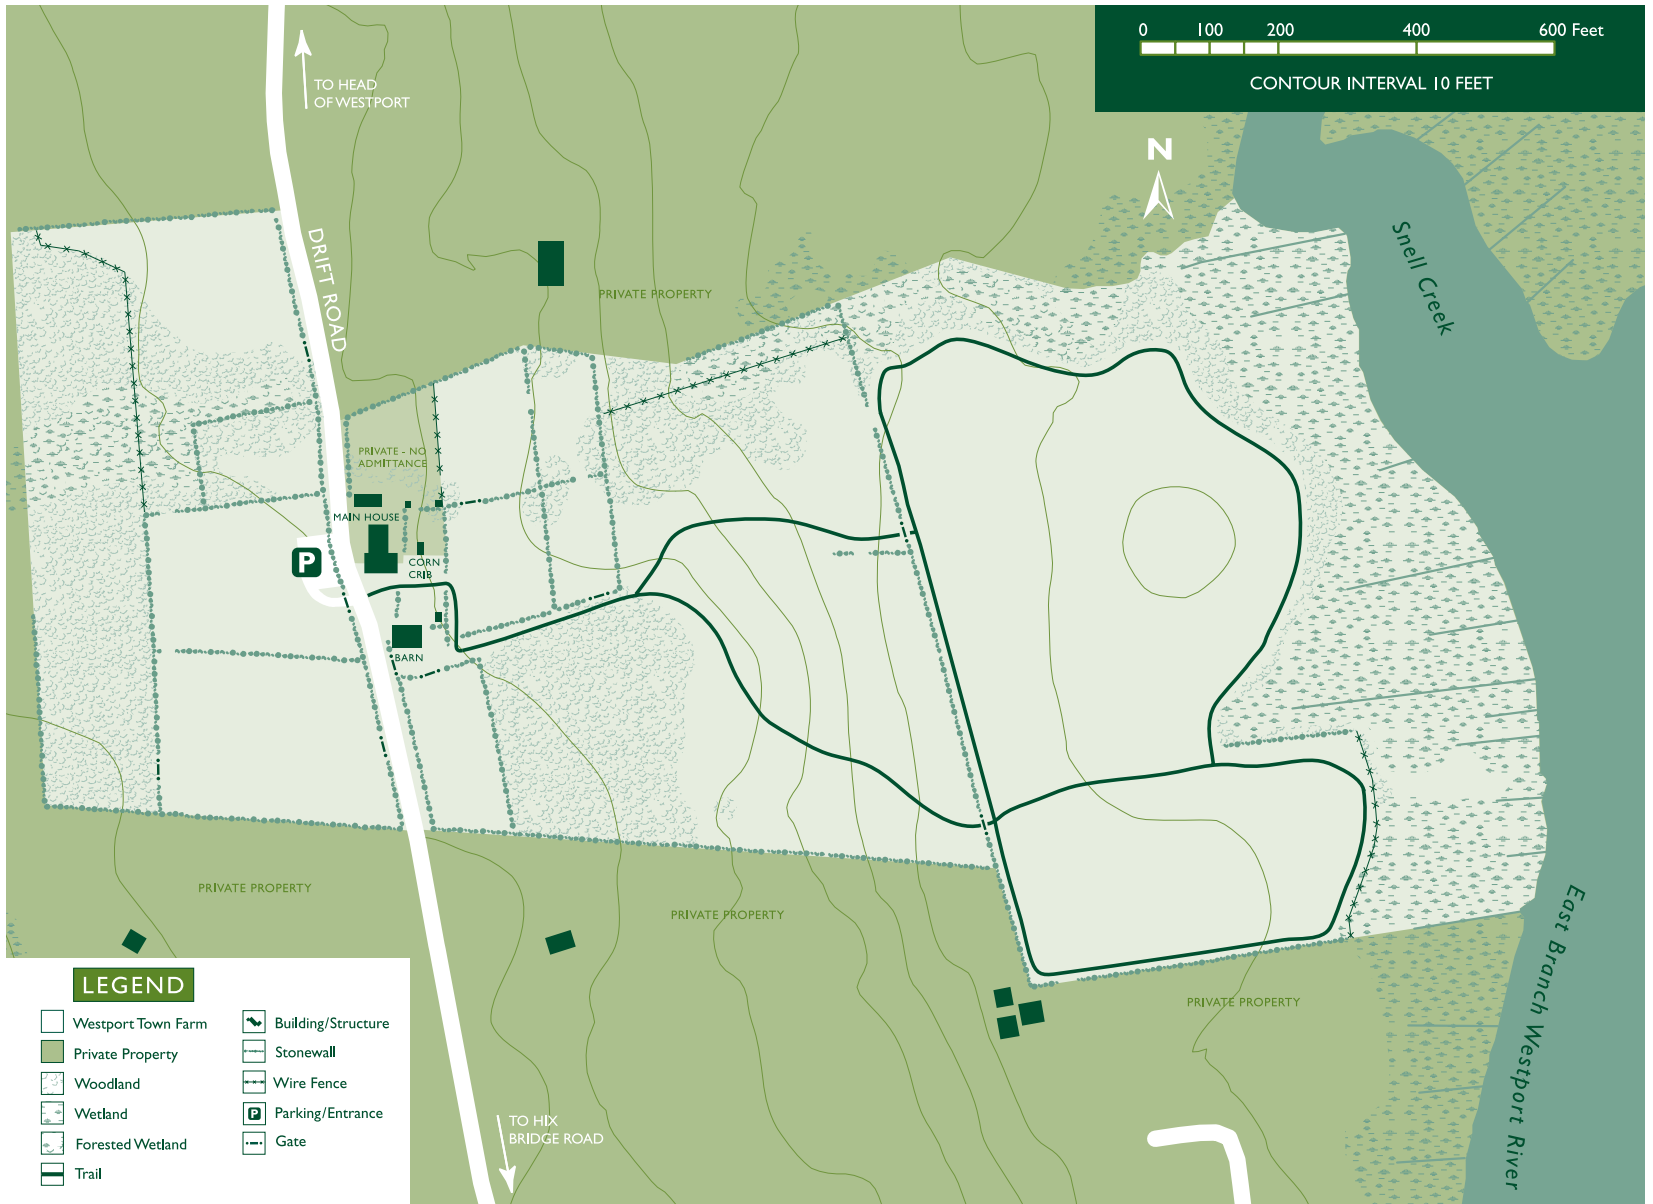 0 100 200 400 600 Feet
CONTOUR INTERVAL 10 FEET
TO HEAD
OF WESTPORT
N
DRIFT ROAD
Snell Creek
PRIVATE PROPERTY
PRIVATE - NO
ADMITTANCE
MAIN HOUSE
P
CORN
CRIB
BARN
PRIVATE PROPERTY
PRIVATE PROPERTY
East Branch Westport River
PRIVATE PROPERTY
LEGEND
Westport Town Farm
Private Property
Woodland
Wetland
Forested Wetland
Trail
Building/Structure
Stonewall
Wire Fence
P Parking/Entrance
Gate
TO HIX
BRIDGE ROAD